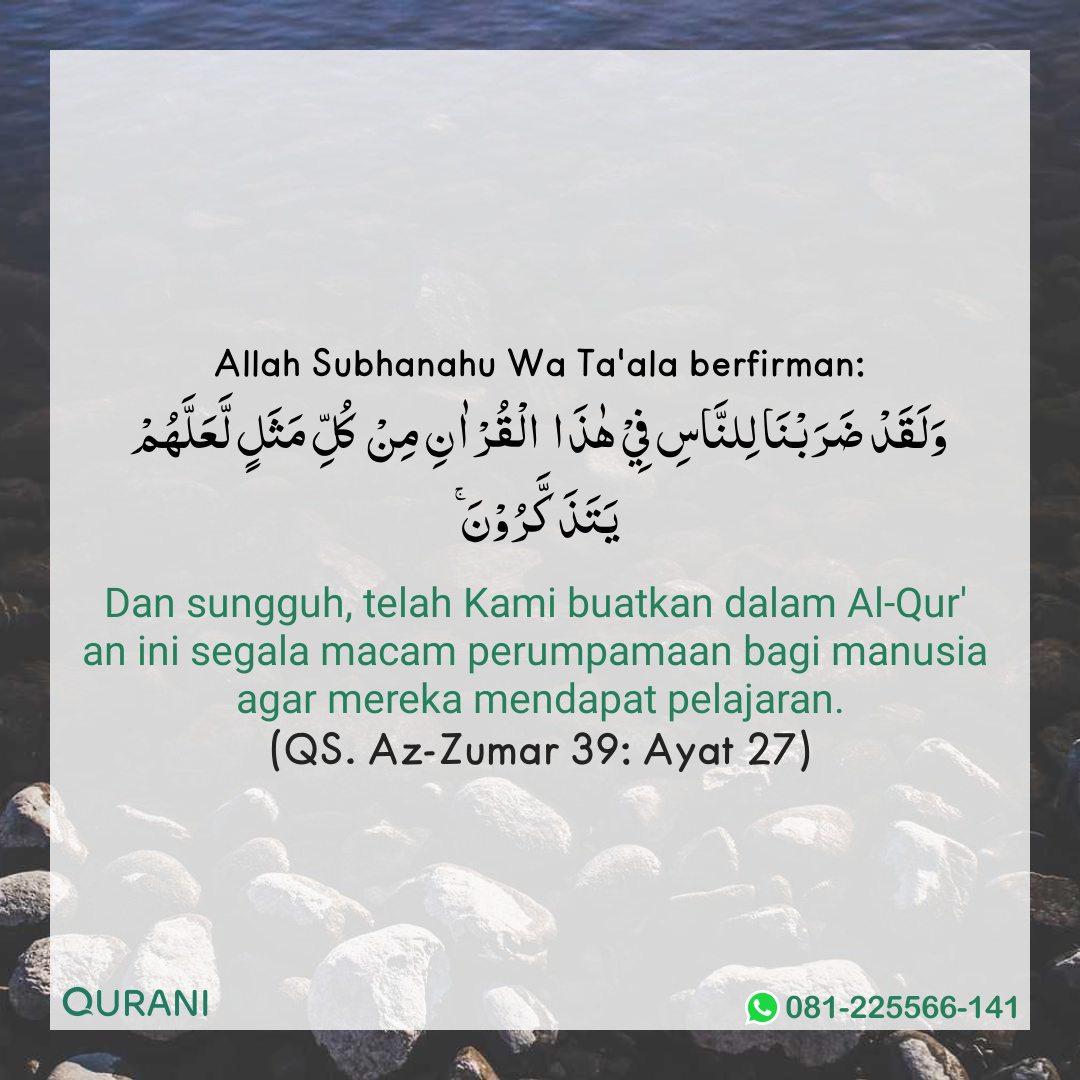 Allah Subhanahu Wa Ta'ala berfirman:
وَلَقَدْ ضَرَبْنَا لِلنَّاسِ فِيْ هٰذَا الْقُرْاٰنِ مِنْ كُلِّ مَثَلٍ لَّعَلَّهُمْ
يَتَذَكَّرُوْنَ ۚ
Dan sungguh, telah Kami buatkan dalam Al-Qur'
an ini segala macam perumpamaan bagi manusia
agar mereka mendapat pelajaran.
(QS. Az-Zumar 39: Ayat 27)
QURANI
081-225566-141